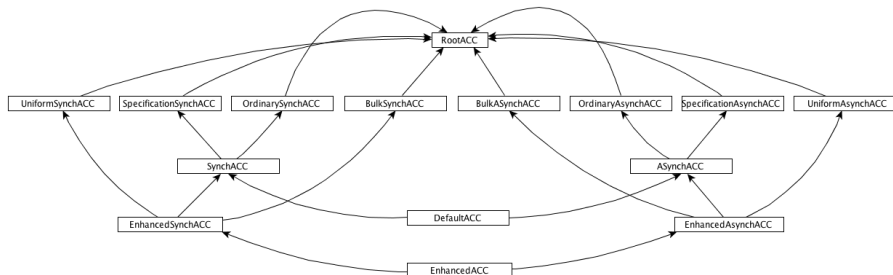 RootACC
UniformSynchACC SpecificationSynchACC OrdinarySynchACC BulkSynchACC BulkASynchACC OrdinaryAsynchACC SpecificationAsynchACC UniformAsynchACC
SynchACC ASynchACC
EnhancedSynchACC DefaultACC EnhancedAsynchACC
EnhancedACC